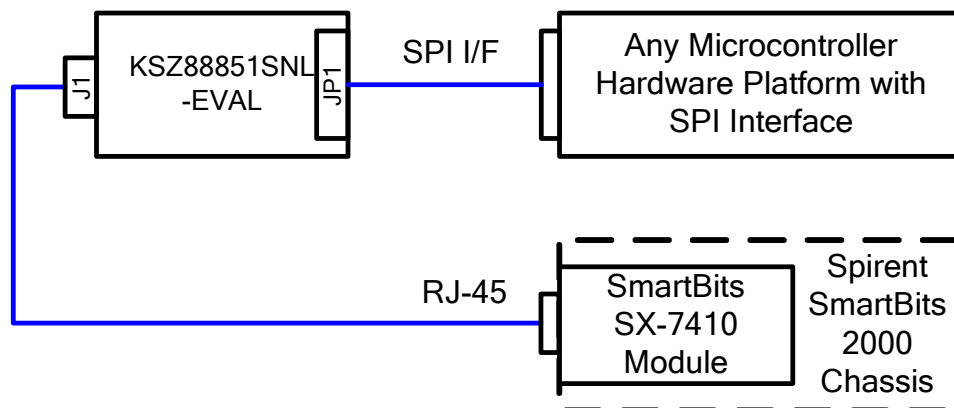 J1
KSZ88851SNL
-EVAL
JP1
SPI I/F
Any Microcontroller
Hardware Platform with
SPI Interface
RJ-45
SmartBits
SX-7410
Module
Spirent
SmartBits
2000
Chassis